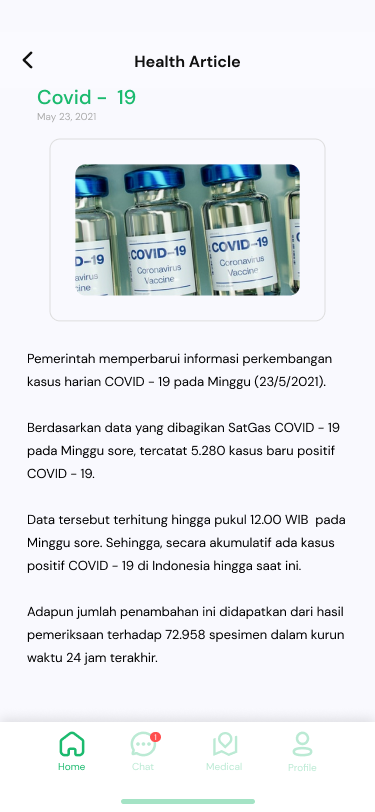 Health Article
Covid - 19
May 23, 2021
COVID-19
Vaccine
COVID-19
Coronavirus
Vaccine
COVID-19
Coronavirus
Vaccine
Pemerintah memperbarui informasi perkembangan
kasus harian COVID - 19 pada Minggu (23/5/2021).
Berdasarkan data yang dibagikan SatGas COVID - 19
pada Minggu sore, tercatat 5.280 kasus baru positif
COVID - 19.
Data tersebut terhitung hingga pukul 12.00 WIB pada
Minggu sore. Sehingga, secara akumulatif ada kasus
positif COVID - 19 di Indonesia hingga saat ini.
Adapun jumlah penambahan ini didapatkan dari hasil
pemeriksaan terhadap 72.958 spesimen dalam kurun
waktu 24 jam terakhir.
1
Home Chat Medical Profile